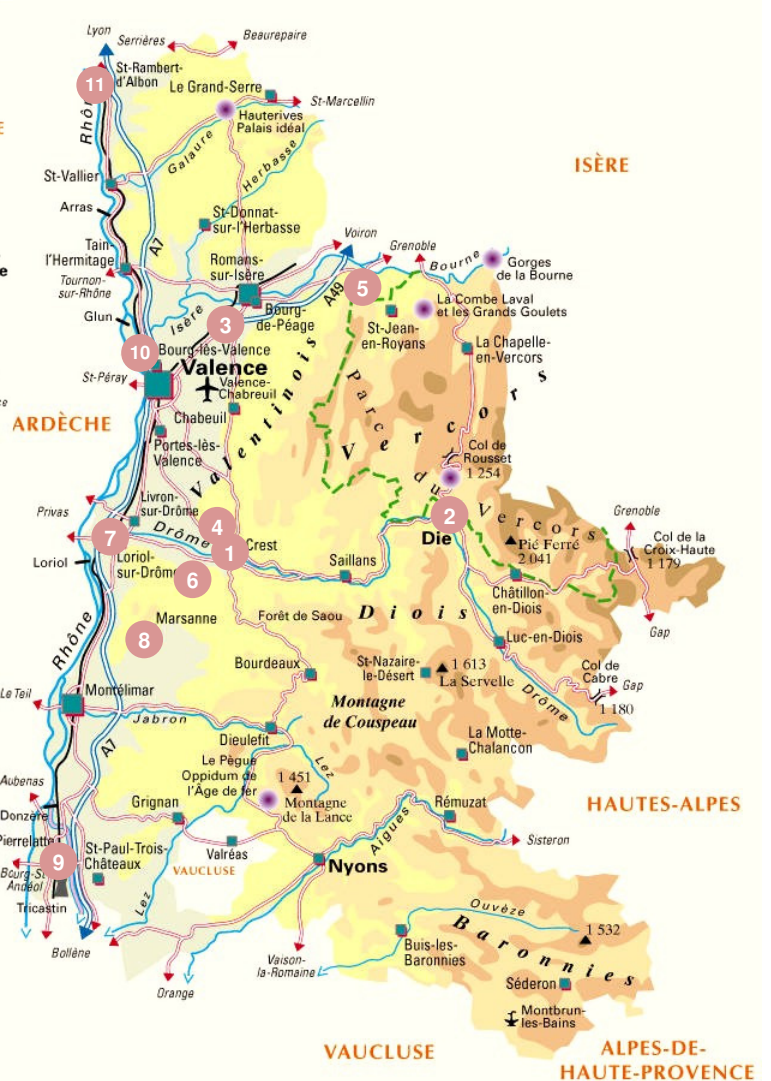 Lyon
Serrières
Beaurepaire
St-Rambert-
d'Albon
11
Le Grand-Serre
St-Marcellin
Hauterives
Palais idéal
Rhô
Galaure
Herbasse
ISÈRE
St-Vallier
Arras
St-Donnat-
sur-l'Herbasse
A7
Voiron
Grenoble
Bourne
Gorges
de la Bourne
Tain-
l'Hermitage
Tournon-
sur-Rhône
Romans-
sur-Isère
A49
5
Glun
Isère
3
Bourg-
de-Péage
St-Jean-
en-Royans
La Combe Laval
et les Grands Goulets
La Chapelle-
en-Vercors
10
Bourg-lès-Valence
Valence
St-Péray
Valence-
Chabreuil
Valentinois
Parc
du
Vercors
Vercors
ARDÈCHE
Chabeuil
Portes-lès-
Valence
Col de
Rousset
1 254
Privas
Livron-
sur-Drôme
Drôme
4
7
1
Crest
2
Die
Pié Ferré
2 041
Grenoble
Col de la
Croix-Haute
1 179
Loriol
Loriol-
sur-Drôme
6
Saillans
Châtillon-
en-Diois
Gap
Marsanne
8
Forêt de Saou
Diois
Luc-en-Diois
Rhône
Bourdeaux
St-Nazaire-
le-Désert
1 613
La Servelle
Col de
Cabre
Gap
1 180
Drôme
Le Teil
Montélimar
Jabron
Montagne
de Couspeau
Dieulefit
La Motte-
Chalancon
A7
Le Pègue
Oppidum de
l'Âge de fer
Lez
1 451
Montagne
de la Lance
Aubenas
Donzère
Grignan
Rémuzat
HAUTES-ALPES
Pierrelatte
St-Paul-Trois-
Châteaux
9
Bourg-St-
Andéol
Valréas
VAUCLUSE
Aigues
Sisteron
Nyons
Tricastin
Lez
Bollène
Ouvèze
1 532
Baronnies
Buis-les-
Baronnies
Vaison-
la-Romaine
Orange
Séderon
Montbrun-
les-Bains
VAUCLUSE
ALPES-DE-
HAUTE-PROVENCE